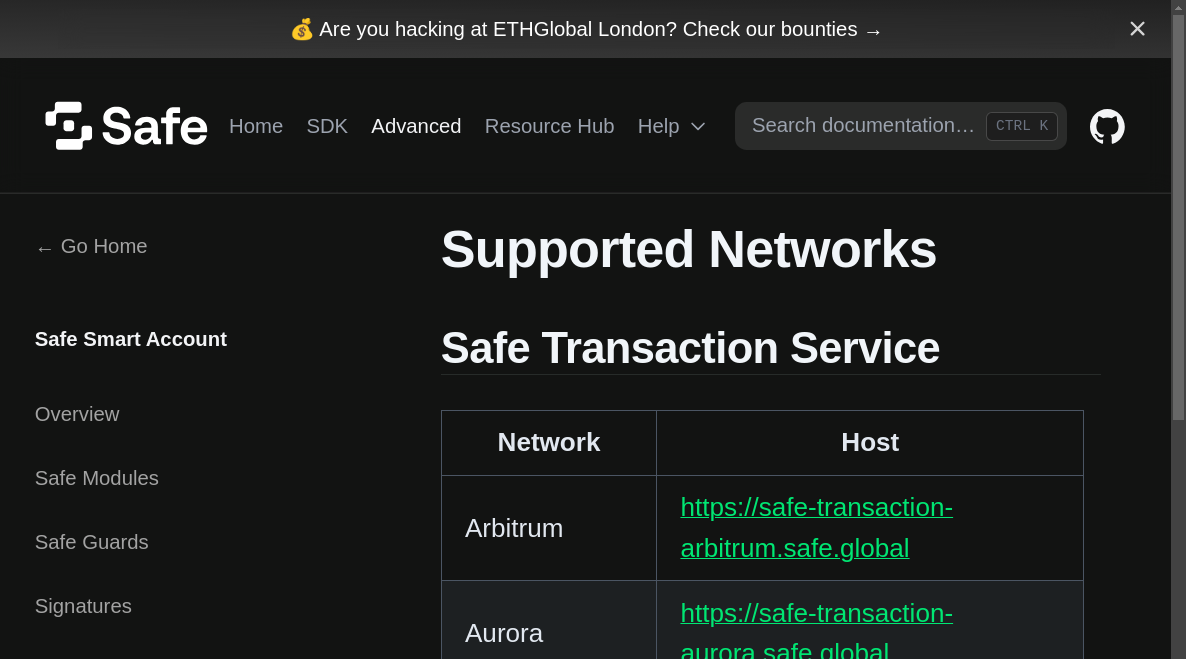 💰 Are you hacking at ETHGlobal London? Check our bounties →
Safe Home SDK Advanced Resource Hub Help Search documentation… CTRL K
← Go Home
Safe Smart Account
Overview
Safe Modules
Safe Guards
Signatures
Supported Networks
Safe Transaction Service
Network Host
Arbitrum https://safe-transaction-
arbitrum.safe.global
Aurora https://safe-transaction-
aurora.safe.global